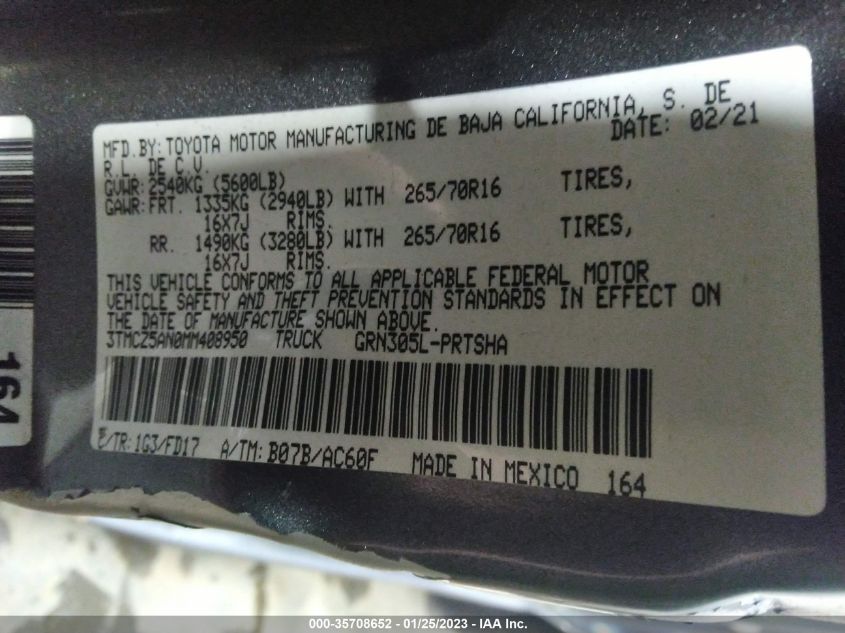 MFD.BY: TOYOTA MOTOR MANUFACTURING DE BAJA CALIFORNIA, S. DE
R.L. DE C.V. DATE: 02/21
GVWR: 2540KG (5600LB)
GAWR: FRT. 1335KG (2940LB) WITH 265/70R16 TIRES,
16X7J RIMS.
RR. 1490KG (3280LB) WITH 265/70R16 TIRES,
16X7J RIMS.
THIS VEHICLE CONFORMS TO ALL APPLICABLE FEDERAL MOTOR
VEHICLE SAFETY AND THEFT PREVENTION STANDARDS IN EFFECT ON
THE DATE OF MANUFACTURE SHOWN ABOVE.
3TMCZ5AN0MM408950 TRUCK GRN305L-PRTSHA
C/TR: 1G3/FD17 A/TM: B07B/AC60F MADE IN MEXICO 164
164
000-35708652 - 01/25/2023 - IAA Inc.